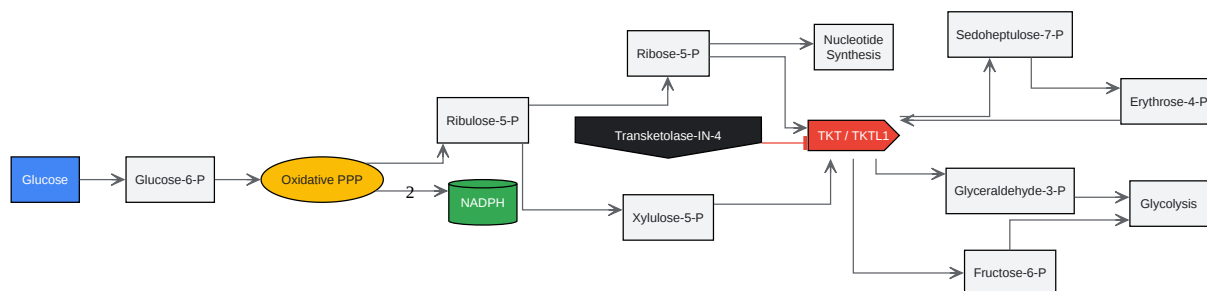 Glucose
Glucose-6-P
Oxidative PPP
2
NADPH
Ribulose-5-P
Ribose-5-P
Xylulose-5-P
Transketolase-IN-4
Nucleotide
Synthesis
TKT / TKTL1
Sedoheptulose-7-P
Erythrose-4-P
Glyceraldehyde-3-P
Fructose-6-P
Glycolysis